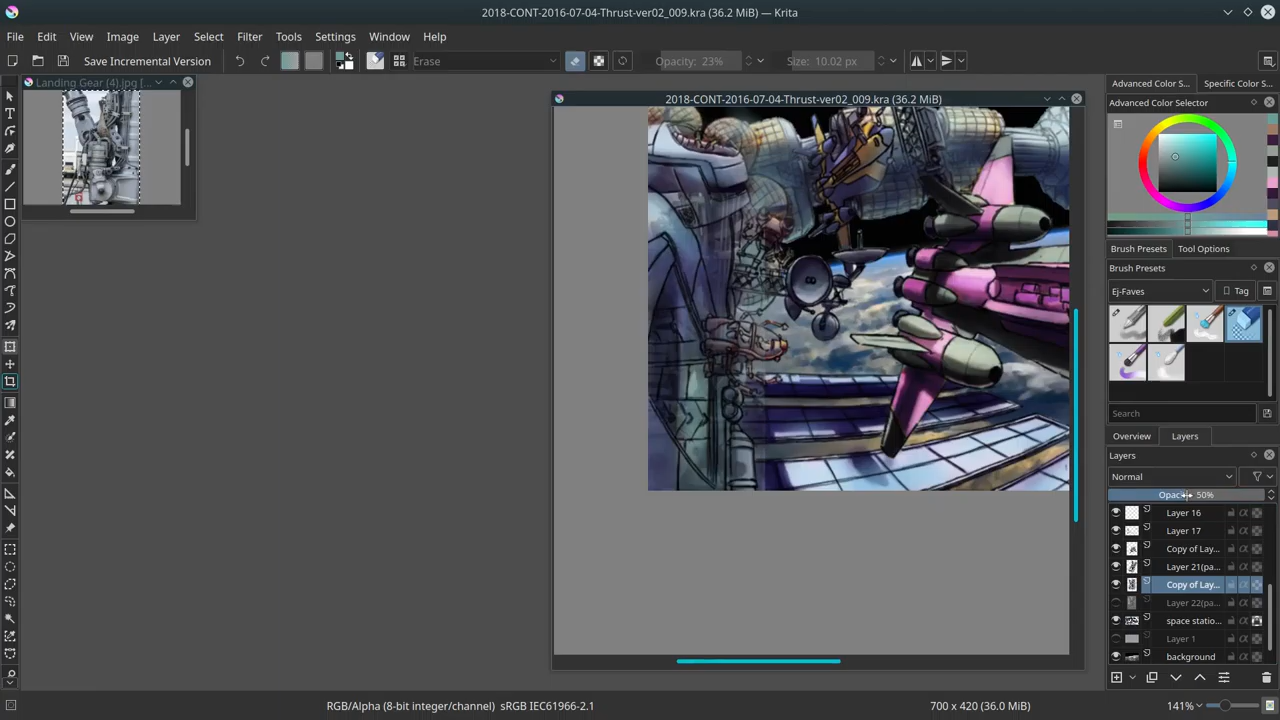 2018-CONT-2016-07-04-Thrust-ver02_009.kra (36.2 MiB) — Krita
File Edit View Image Layer Select Filter Tools Settings Window Help
Save Incremental Version Erase Opacity: 23% Size: 10.02 px
Landing Gear (4).jpg [...
2018-CONT-2016-07-04-Thrust-ver02_009.kra (36.2 MiB)
Advanced Color S... Specific Color S...
Advanced Color Selector
Brush Presets Tool Options
Brush Presets
Ej-Faves Tag
Search
Overview Layers
Layers
Normal
50%
Layer 16
Layer 17
Copy of Lay...
Layer 21(pa...
Copy of Lay...
Layer 22(pa...
space statio...
Layer 1
background
RGB/Alpha (8-bit integer/channel) sRGB IEC61966-2.1 700 x 420 (36.0 MiB) 141%